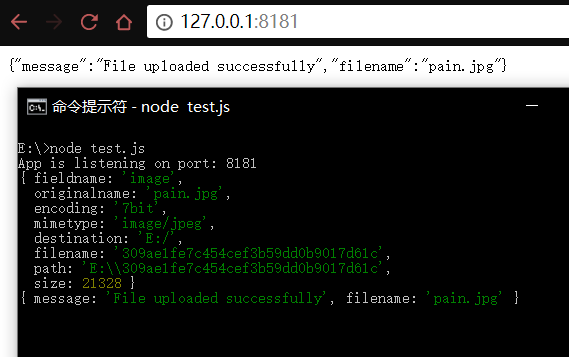 127.0.0.1:8181
{"message":"File uploaded successfully","filename":"pain.jpg"}
命令提示符 - node  test.js
E:\>node test.js
App is listening on port: 8181
{ fieldname: 'image',
  originalname: 'pain.jpg',
  encoding: '7bit',
  mimetype: 'image/jpeg',
  destination: 'E:/',
  filename: '309ae1fe7c454cef3b59dd0b9017d61c',
  path: 'E:\\309ae1fe7c454cef3b59dd0b9017d61c',
  size: 21328 }
{ message: 'File uploaded successfully', filename: 'pain.jpg' }